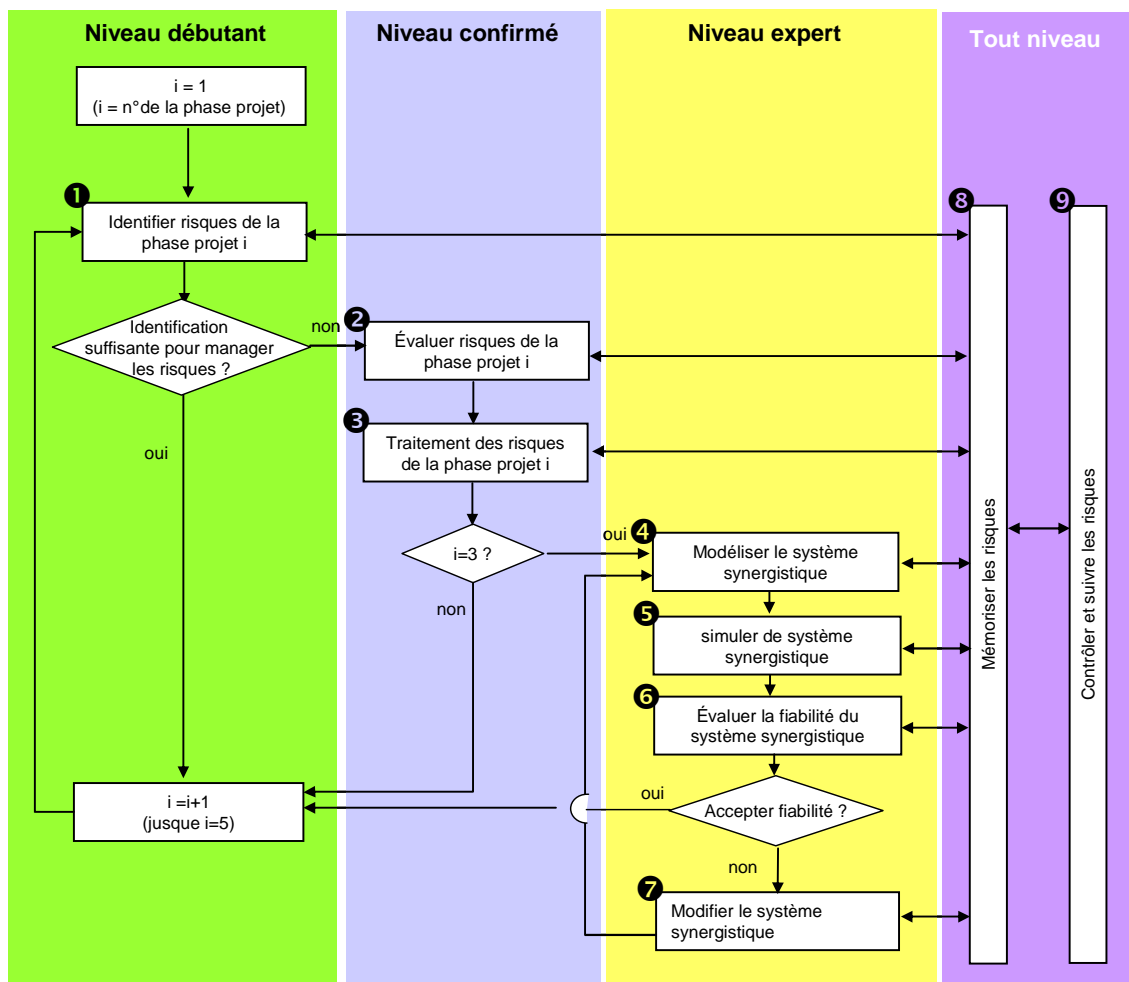 Niveau débutant
Niveau confirmé
Niveau expert
Tout niveau
i = 1
(i = n°de la phase projet)
❶
Identifier risques de la
phase projet i
❽
❾
Identification
suffisante pour manager
les risques ?
non
❷
Évaluer risques de la
phase projet i
oui
❸
Traitement des risques
de la phase projet i
i=3 ?
oui
❹
Modéliser le système
synergistique
non
❺
simuler de système
synergistique
❻
Évaluer la fiabilité du
système synergistique
Mémoriser les risques
Contrôler et suivre les risques
i =i+1
(jusque i=5)
oui
Accepter fiabilité ?
non
❼
Modifier le système
synergistique